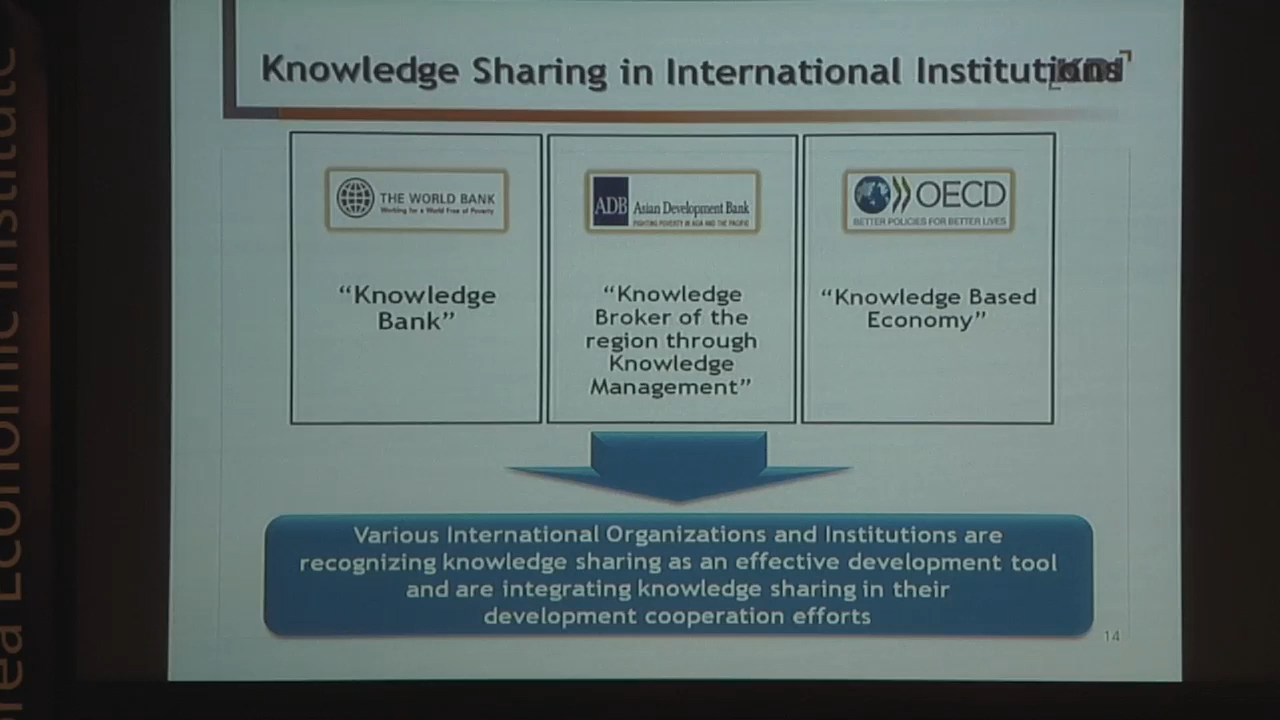 Knowledge Sharing in International Institutions
THE WORLD BANK
Working for a World Free of Poverty
"Knowledge
Bank"
ADB
Asian Development Bank
FIGHTING POVERTY IN ASIA AND THE PACIFIC
"Knowledge
Broker of the
region through
Knowledge
Management"
OECD
BETTER POLICIES FOR BETTER LIVES
"Knowledge Based
Economy"
Various International Organizations and Institutions are
recognizing knowledge sharing as an effective development tool
and are integrating knowledge sharing in their
development cooperation efforts
14
Economic Institute